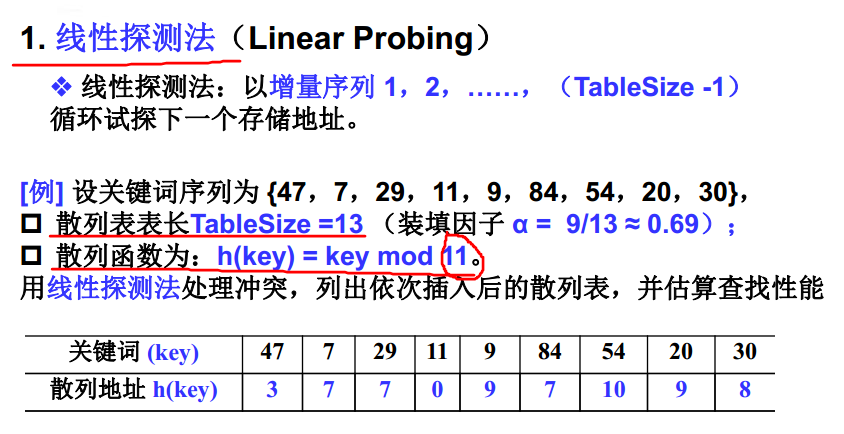 1. 线性探测法（Linear Probing）
❖ 线性探测法：以增量序列 1，2，……，（TableSize -1）
循环试探下一个存储地址。
[例] 设关键词序列为 {47，7，29，11，9，84，54，20，30}，
散列表表长TableSize =13 （装填因子 α = 9/13 ≈ 0.69）；
散列函数为：h(key) = key mod 11。
用线性探测法处理冲突，列出依次插入后的散列表，并估算查找性能
关键词 (key) 47 7 29 11 9 84 54 20 30
散列地址 h(key) 3 7 7 0 9 7 10 9 8